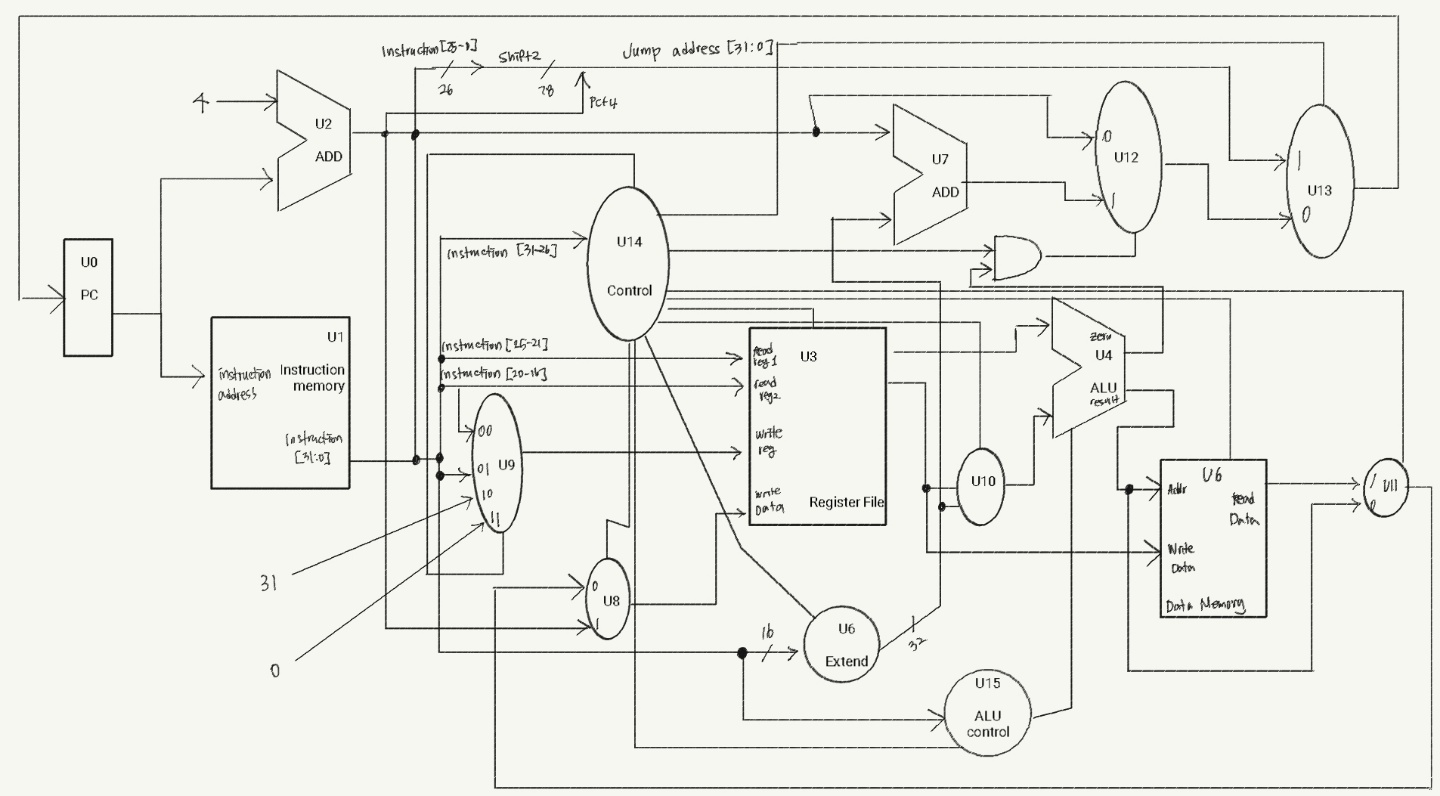 Instruction[25-0]
Shift2
Jump address [31:0]
26
28
PC+4
4
U2
ADD
U7
ADD
0
U12
1
1
U13
0
U0
PC
U14
Control
Instruction [31-26]
U1
Instruction
memory
instruction
address
Instruction
[31:0]
Instruction [25-21]
Instruction [20-16]
U3
Read
reg1
read
reg2
Write
reg
Write
Data
Register File
zero
U4
ALU
result
00
01
U9
10
11
U10
U6
Addr
Read
Data
Write
Data
Data Memory
1
U11
0
31
0
0
U8
1
16
U6
Extend
32
U15
ALU
control